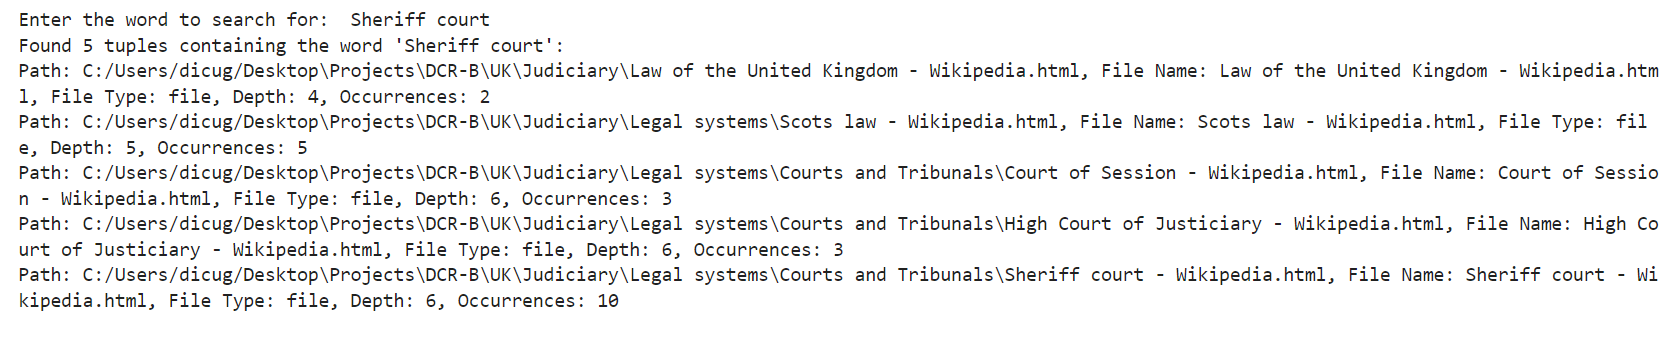 Enter the word to search for:  Sheriff court
Found 5 tuples containing the word 'Sheriff court':
Path: C:/Users/dicug/Desktop\Projects\DCR-B\UK\Judiciary\Law of the United Kingdom - Wikipedia.html, File Name: Law of the United Kingdom - Wikipedia.htm
l, File Type: file, Depth: 4, Occurrences: 2
Path: C:/Users/dicug/Desktop\Projects\DCR-B\UK\Judiciary\Legal systems\Scots law - Wikipedia.html, File Name: Scots law - Wikipedia.html, File Type: fil
e, Depth: 5, Occurrences: 5
Path: C:/Users/dicug/Desktop\Projects\DCR-B\UK\Judiciary\Legal systems\Courts and Tribunals\Court of Session - Wikipedia.html, File Name: Court of Sessio
n - Wikipedia.html, File Type: file, Depth: 6, Occurrences: 3
Path: C:/Users/dicug/Desktop\Projects\DCR-B\UK\Judiciary\Legal systems\Courts and Tribunals\High Court of Justiciary - Wikipedia.html, File Name: High Co
urt of Justiciary - Wikipedia.html, File Type: file, Depth: 6, Occurrences: 3
Path: C:/Users/dicug/Desktop\Projects\DCR-B\UK\Judiciary\Legal systems\Courts and Tribunals\Sheriff court - Wikipedia.html, File Name: Sheriff court - Wi
kipedia.html, File Type: file, Depth: 6, Occurrences: 10